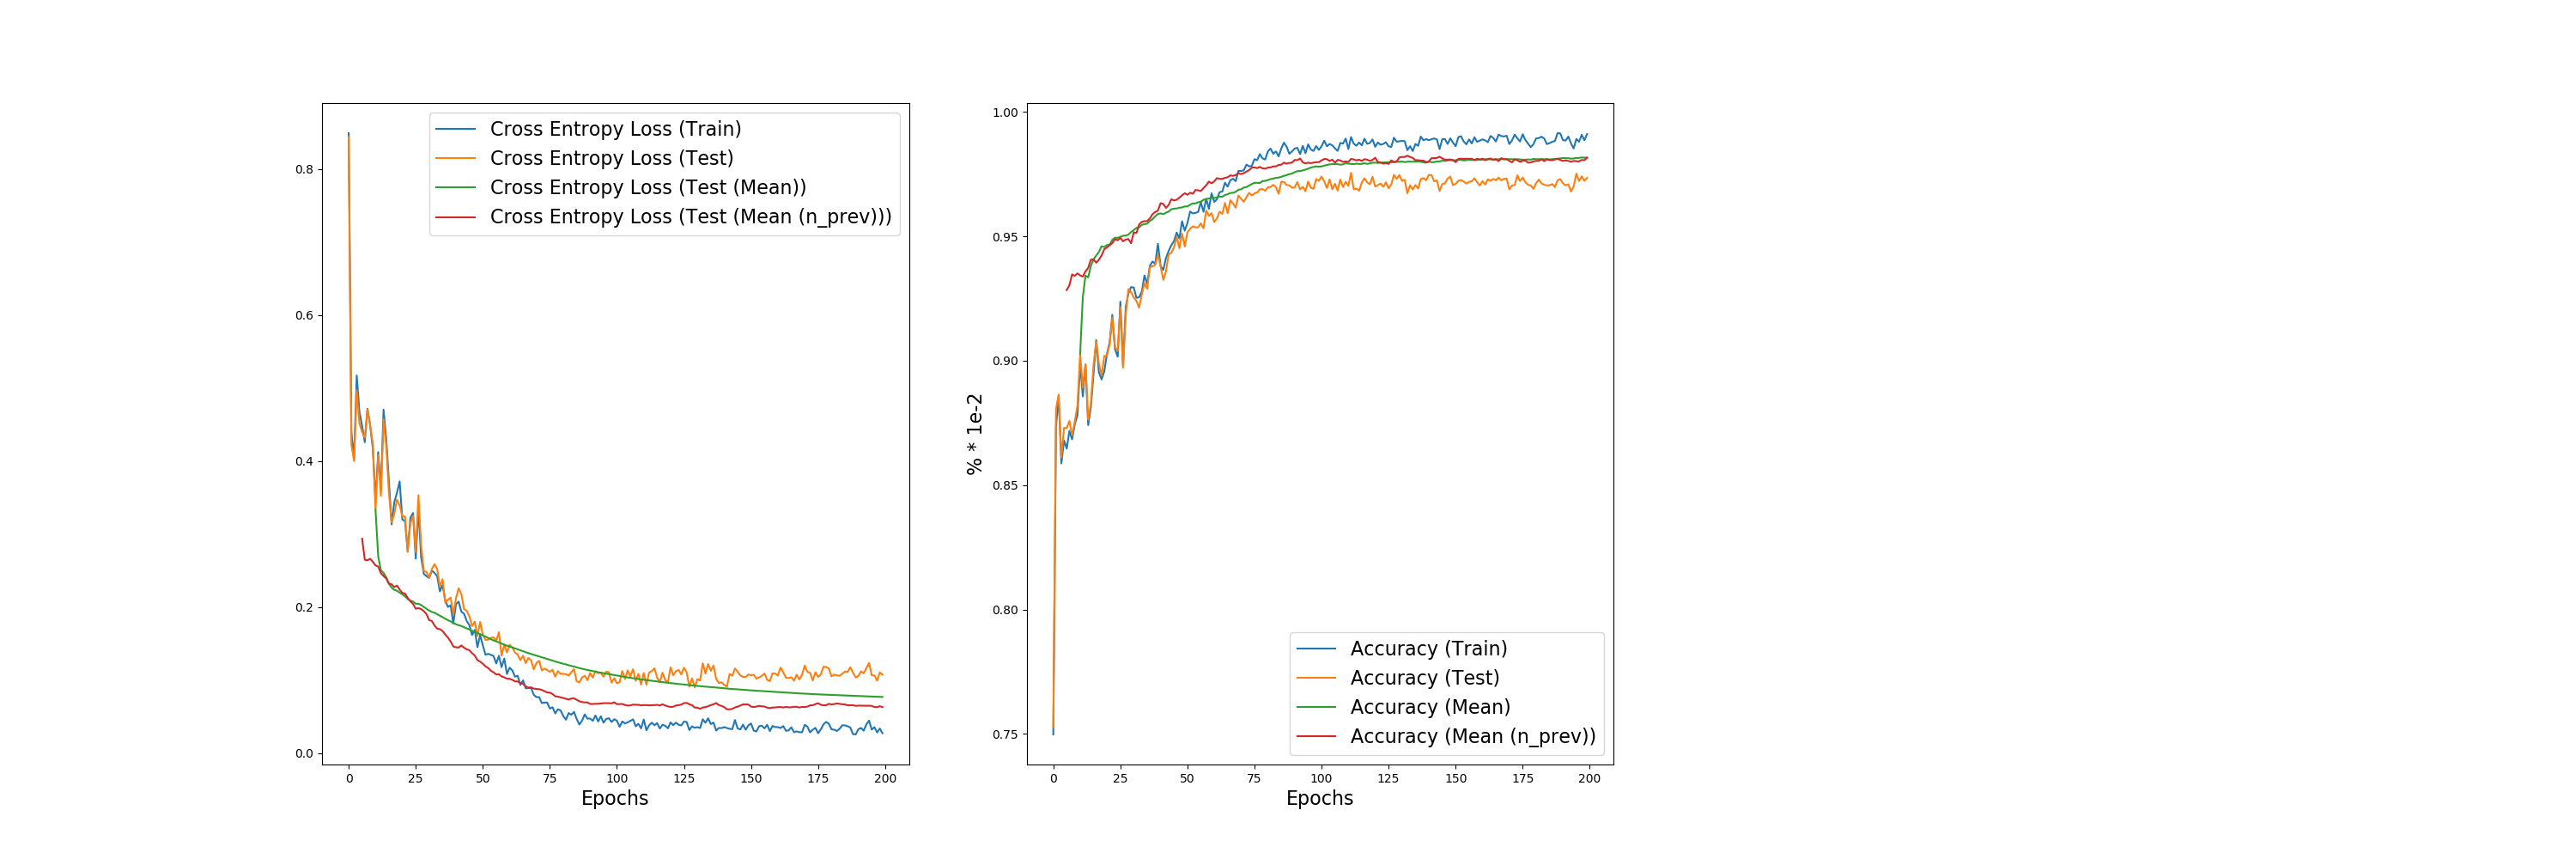 Cross Entropy Loss (Train)
Cross Entropy Loss (Test)
Cross Entropy Loss (Test (Mean))
Cross Entropy Loss (Test (Mean (n_prev)))
0.8
0.6
0.4
0.2
0.0
0 25 50 75 100 125 150 175 200
Epochs
% * 1e-2
1.00
0.95
0.90
0.85
0.80
0.75
Accuracy (Train)
Accuracy (Test)
Accuracy (Mean)
Accuracy (Mean (n_prev))
0 25 50 75 100 125 150 175 200
Epochs